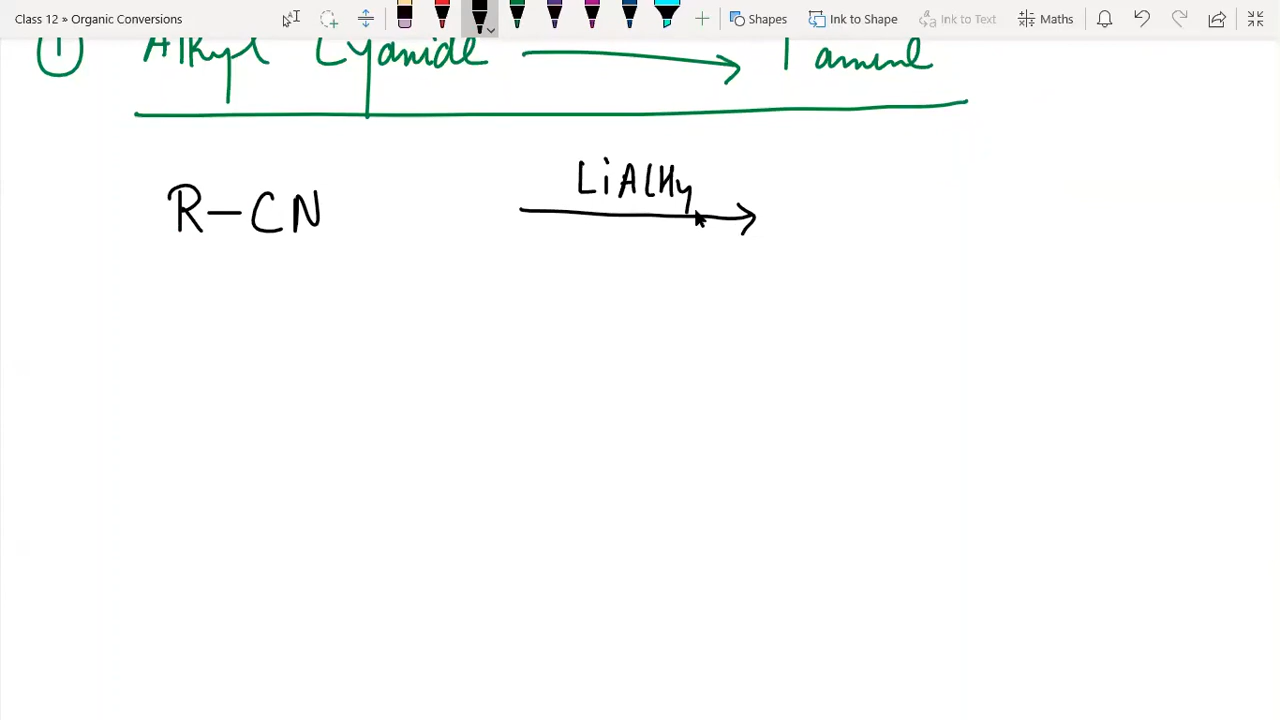 Class 12 » Organic Conversions
Shapes
Ink to Shape
Ink to Text
Maths
① Alkyl Cyanide ⟶ 1 amine
R–CN
LiAlH4